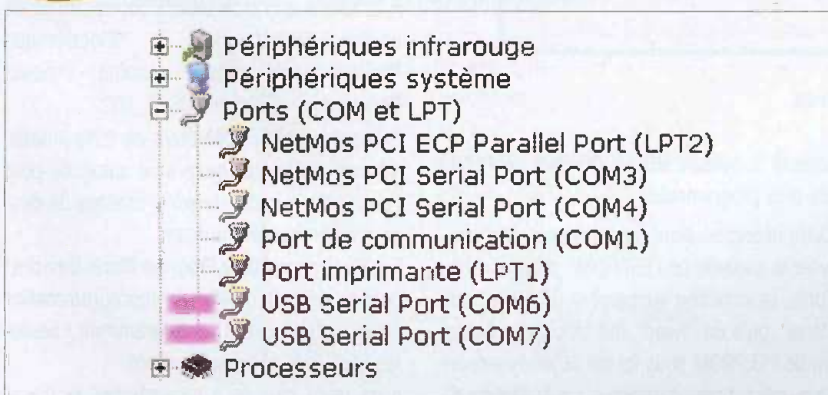 Périphériques infrarouge
Périphériques système
Ports (COM et LPT)
NetMos PCI ECP Parallel Port (LPT2)
NetMos PCI Serial Port (COM3)
NetMos PCI Serial Port (COM4)
Port de communication (COM1)
Port imprimante (LPT1)
USB Serial Port (COM6)
USB Serial Port (COM7)
Processeurs